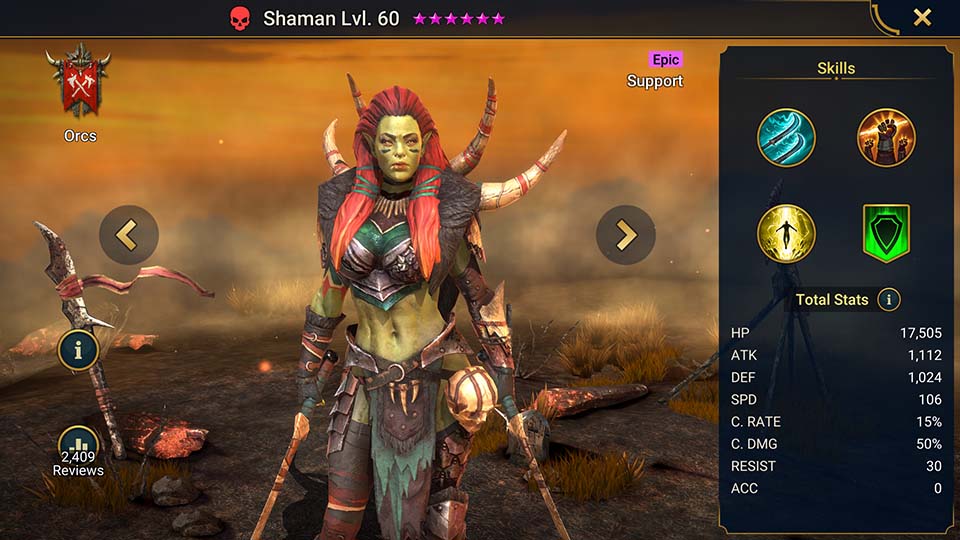 Shaman Lvl. 60
Orcs
Epic
Support
2,409
Reviews
Skills
Total Stats i
HP 17,505
ATK 1,112
DEF 1,024
SPD 106
C. RATE 15%
C. DMG 50%
RESIST 30
ACC 0